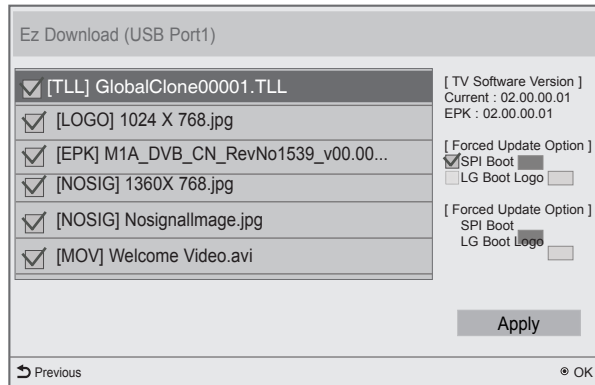 Ez Download (USB Port1)
[TLL] GlobalClone00001.TLL
[LOGO] 1024 X 768.jpg
[EPK] M1A_DVB_CN_RevNo1539_v00.00...
[NOSIG] 1360X 768.jpg
[NOSIG] NosignalImage.jpg
[MOV] Welcome Video.avi
[ TV Software Version ]
Current : 02.00.00.01
EPK : 02.00.00.01
[ Forced Update Option ]
SPI Boot
LG Boot Logo
[ Forced Update Option ]
SPI Boot
LG Boot Logo
Apply
Previous
OK